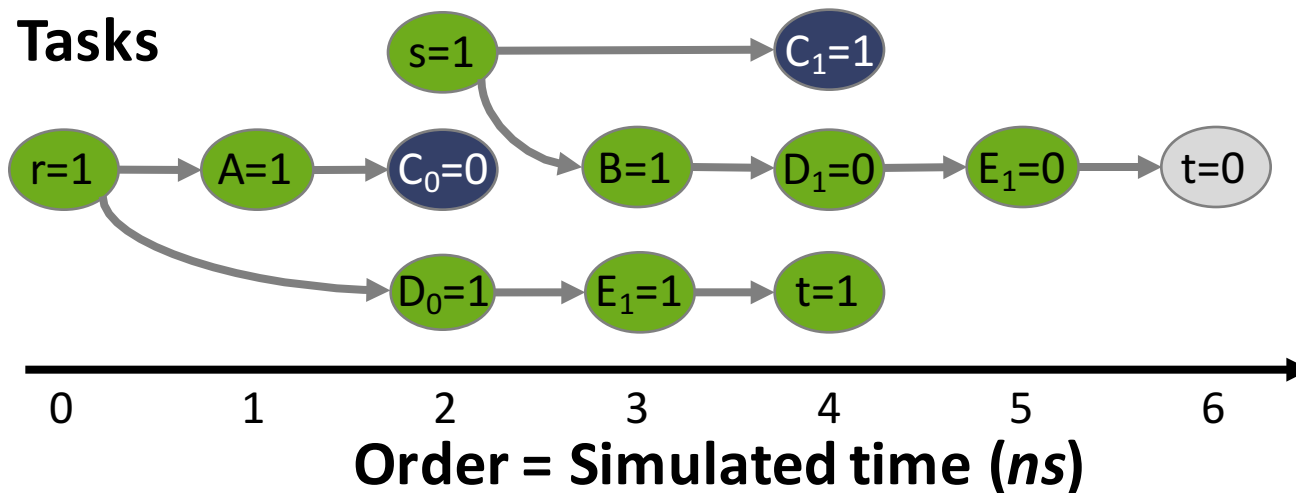 Tasks
s=1
C₁=1
r=1
A=1
C₀=0
B=1
D₁=0
E₁=0
t=0
D₀=1
E₁=1
t=1
0 1 2 3 4 5 6
Order = Simulated time (ns)